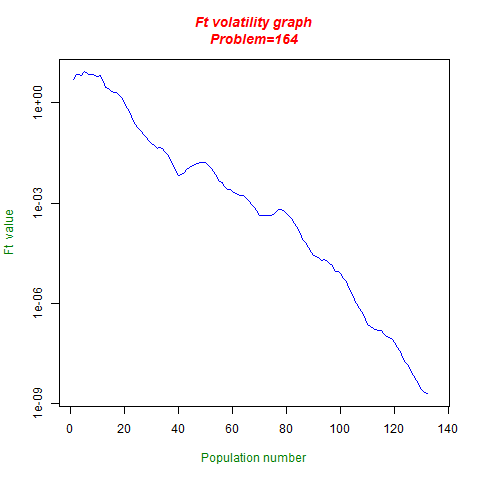 Ft volatility graph
Problem=164
1e+00
1e-03
1e-06
1e-09
Ft value
0 20 40 60 80 100 120 140
Population number